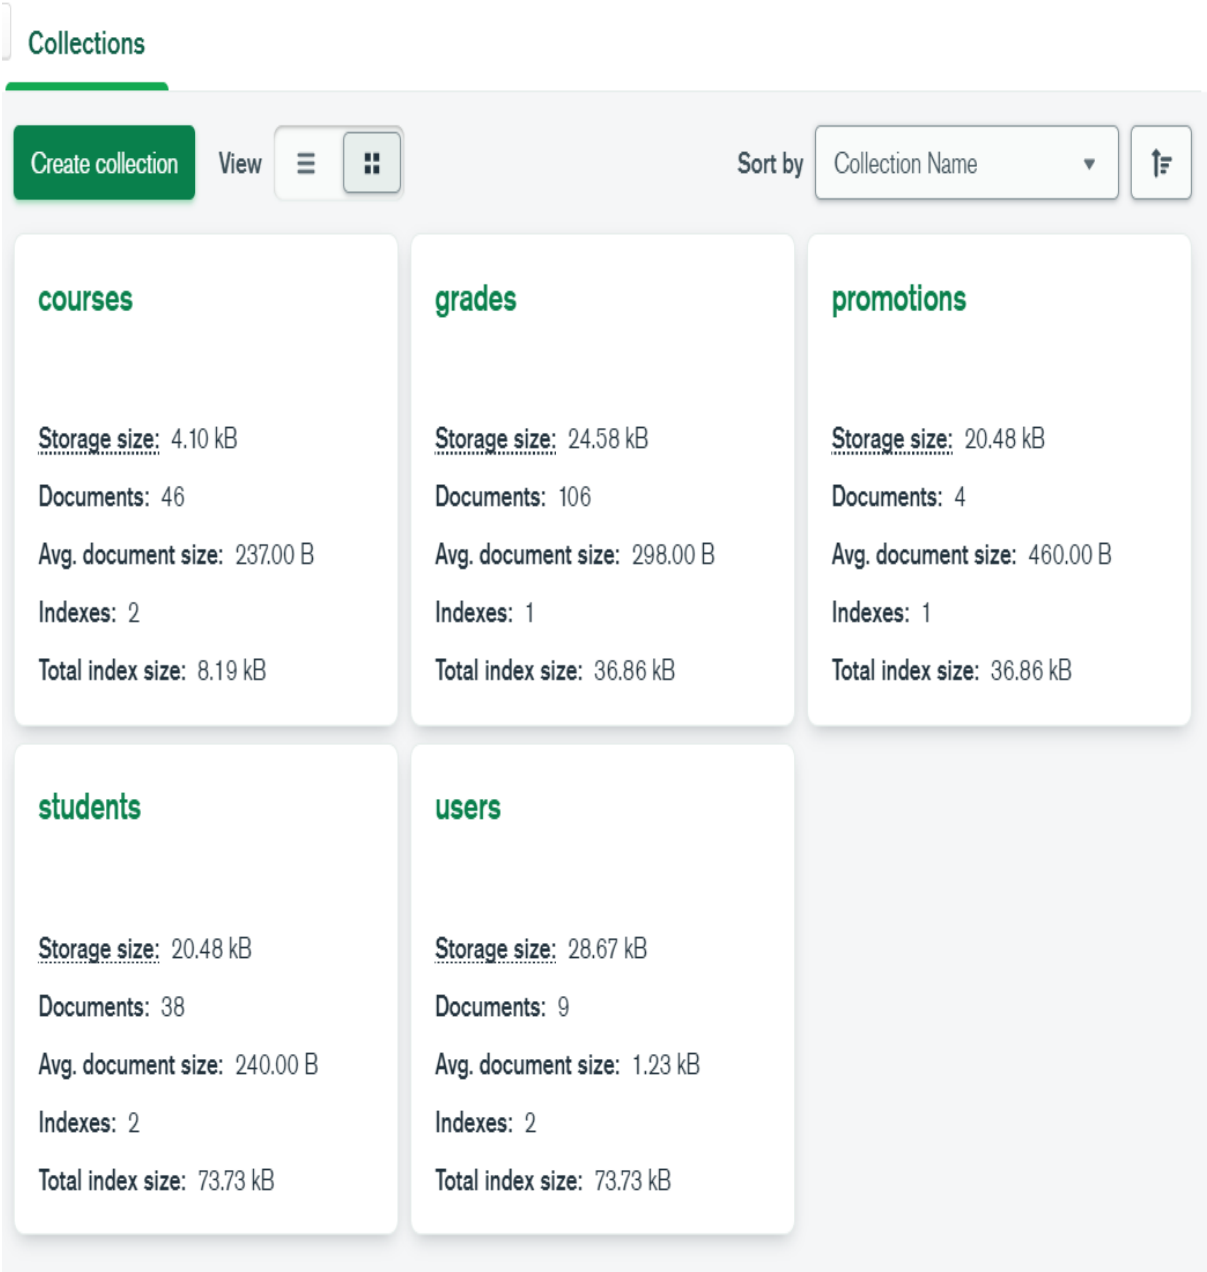 Collections
Create collection View Sort by Collection Name
courses
Storage size: 4.10 kB
Documents: 46
Avg. document size: 237.00 B
Indexes: 2
Total index size: 8.19 kB
grades
Storage size: 24.58 kB
Documents: 106
Avg. document size: 298.00 B
Indexes: 1
Total index size: 36.86 kB
promotions
Storage size: 20.48 kB
Documents: 4
Avg. document size: 460.00 B
Indexes: 1
Total index size: 36.86 kB
students
Storage size: 20.48 kB
Documents: 38
Avg. document size: 240.00 B
Indexes: 2
Total index size: 73.73 kB
users
Storage size: 28.67 kB
Documents: 9
Avg. document size: 1.23 kB
Indexes: 2
Total index size: 73.73 kB